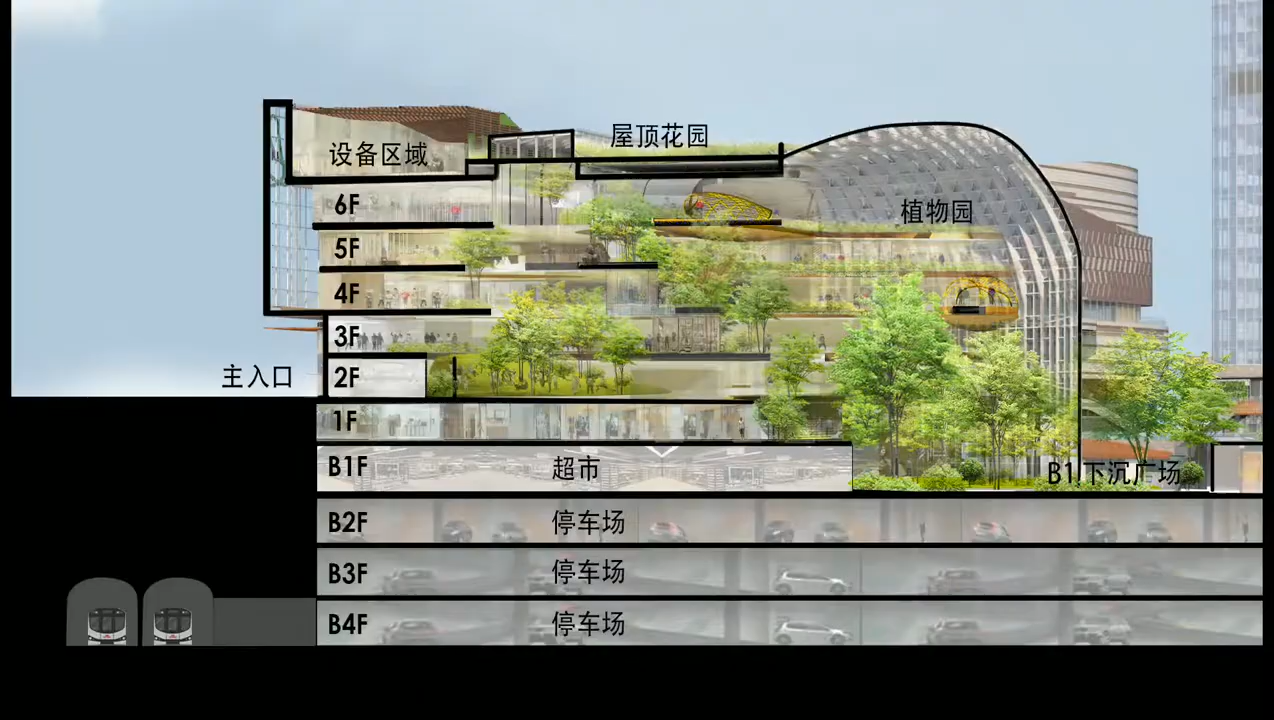 屋顶花园
设备区域
6F
植物园
5F
4F
3F
主入口
2F
1F
B1F
超市
B1下沉广场
B2F
停车场
B3F
停车场
B4F
停车场